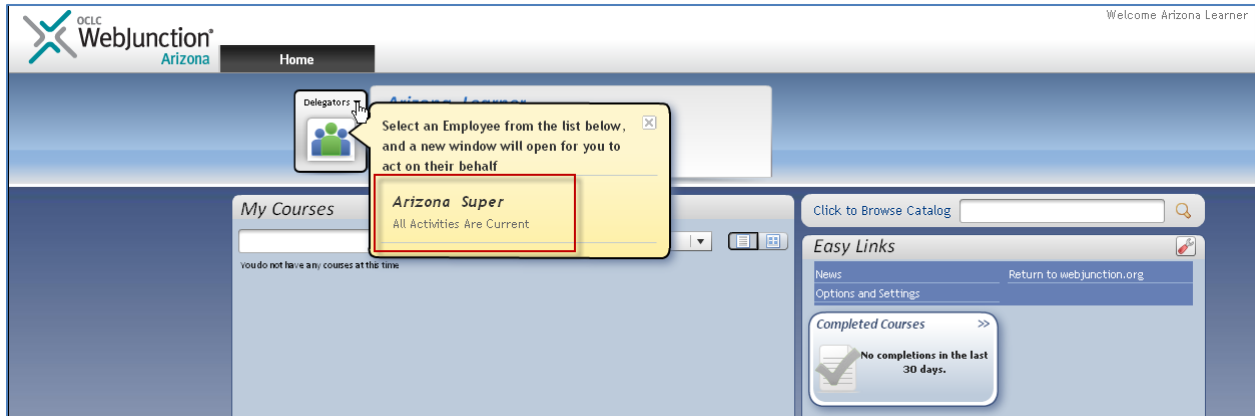 Welcome Arizona Learner
OCLC
WebJunction®
Arizona
Home
Delegators
Arizona Learner
Select an Employee from the list below,
and a new window will open for you to
act on their behalf
Arizona Super
All Activities Are Current
My Courses
You do not have any courses at this time
Click to Browse Catalog
Easy Links
News
Return to webjunction.org
Options and Settings
Completed Courses >>
No completions in the last
30 days.